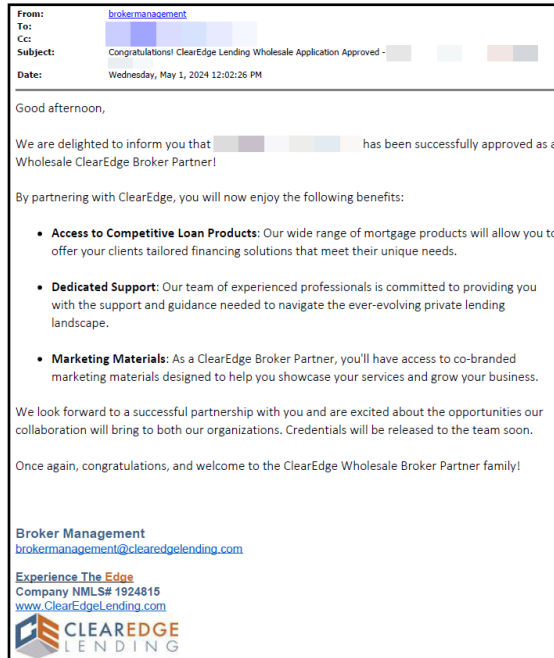 From: brokermanagement
To:
Cc:
Subject: Congratulations! ClearEdge Lending Wholesale Application Approved -
Date: Wednesday, May 1, 2024 12:02:26 PM
Good afternoon,
We are delighted to inform you that has been successfully approved as a
Wholesale ClearEdge Broker Partner!
By partnering with ClearEdge, you will now enjoy the following benefits:
• Access to Competitive Loan Products: Our wide range of mortgage products will allow you to
offer your clients tailored financing solutions that meet their unique needs.
• Dedicated Support: Our team of experienced professionals is committed to providing you
with the support and guidance needed to navigate the ever-evolving private lending
landscape.
• Marketing Materials: As a ClearEdge Broker Partner, you'll have access to co-branded
marketing materials designed to help you showcase your services and grow your business.
We look forward to a successful partnership with you and are excited about the opportunities our
collaboration will bring to both our organizations. Credentials will be released to the team soon.
Once again, congratulations, and welcome to the ClearEdge Wholesale Broker Partner family!
Broker Management
brokermanagement@clearedgelending.com
Experience The Edge
Company NMLS# 1924815
www.ClearEdgeLending.com
CLEAREDGE
LENDING